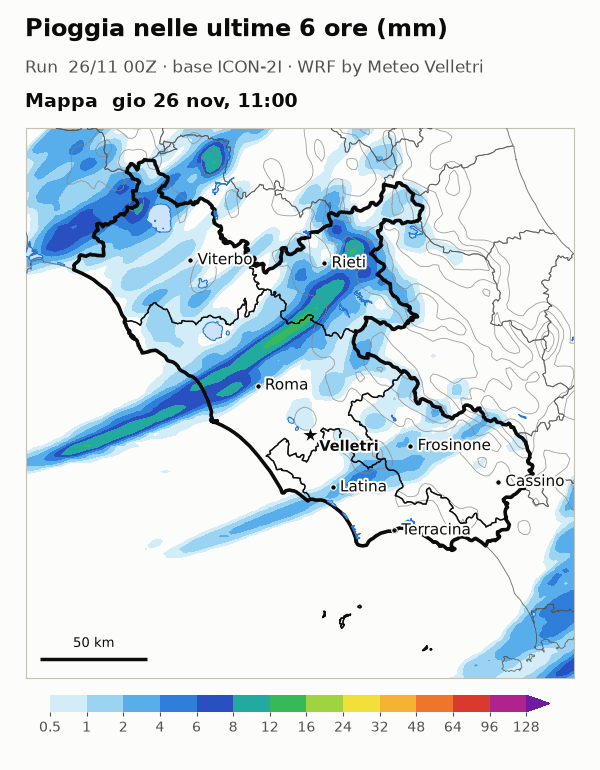 Pioggia nelle ultime 6 ore (mm)
Run 26/11 00Z · base ICON-2I · WRF by Meteo Velletri
Mappa gio 26 nov, 11:00
Viterbo
Rieti
Roma
Velletri
Frosinone
Latina
Cassino
Terracina
50 km
0.5 1 2 4 6 8 12 16 24 32 48 64 96 128